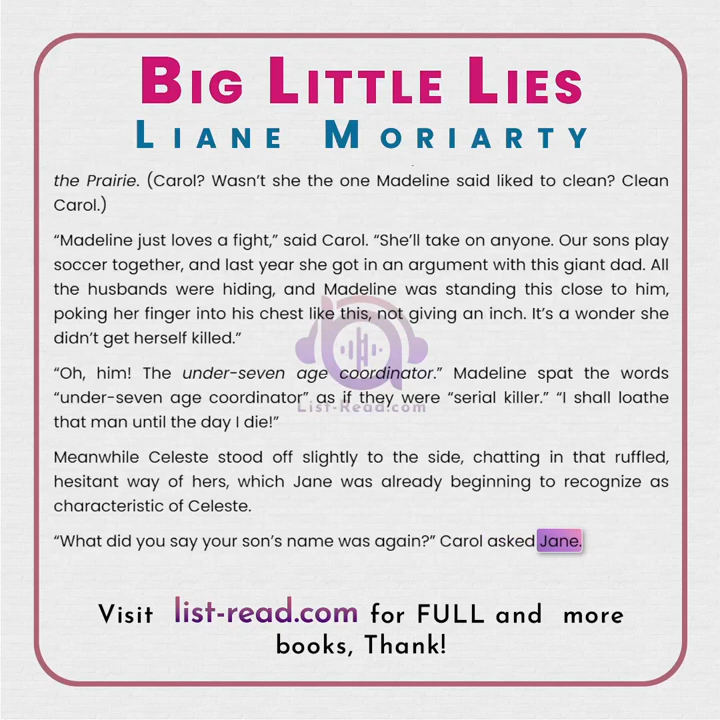 BIG LITTLE LIES
LIANE MORIARTY
the Prairie. (Carol? Wasn’t she the one Madeline said liked to clean? Clean
Carol.)
“Madeline just loves a fight,” said Carol. “She’ll take on anyone. Our sons play
soccer together, and last year she got in an argument with this giant dad. All
the husbands were hiding, and Madeline was standing this close to him,
poking her finger into his chest like this, not giving an inch. It’s a wonder she
didn’t get herself killed.”
“Oh, him! The under-seven age coordinator.” Madeline spat the words
“under-seven age coordinator” as if they were “serial killer.” “I shall loathe
List-Read.com
that man until the day I die!”
Meanwhile Celeste stood off slightly to the side, chatting in that ruffled,
hesitant way of hers, which Jane was already beginning to recognize as
characteristic of Celeste.
“What did you say your son’s name was again?” Carol asked Jane.
Visit list-read.com for FULL and more
books, Thank!